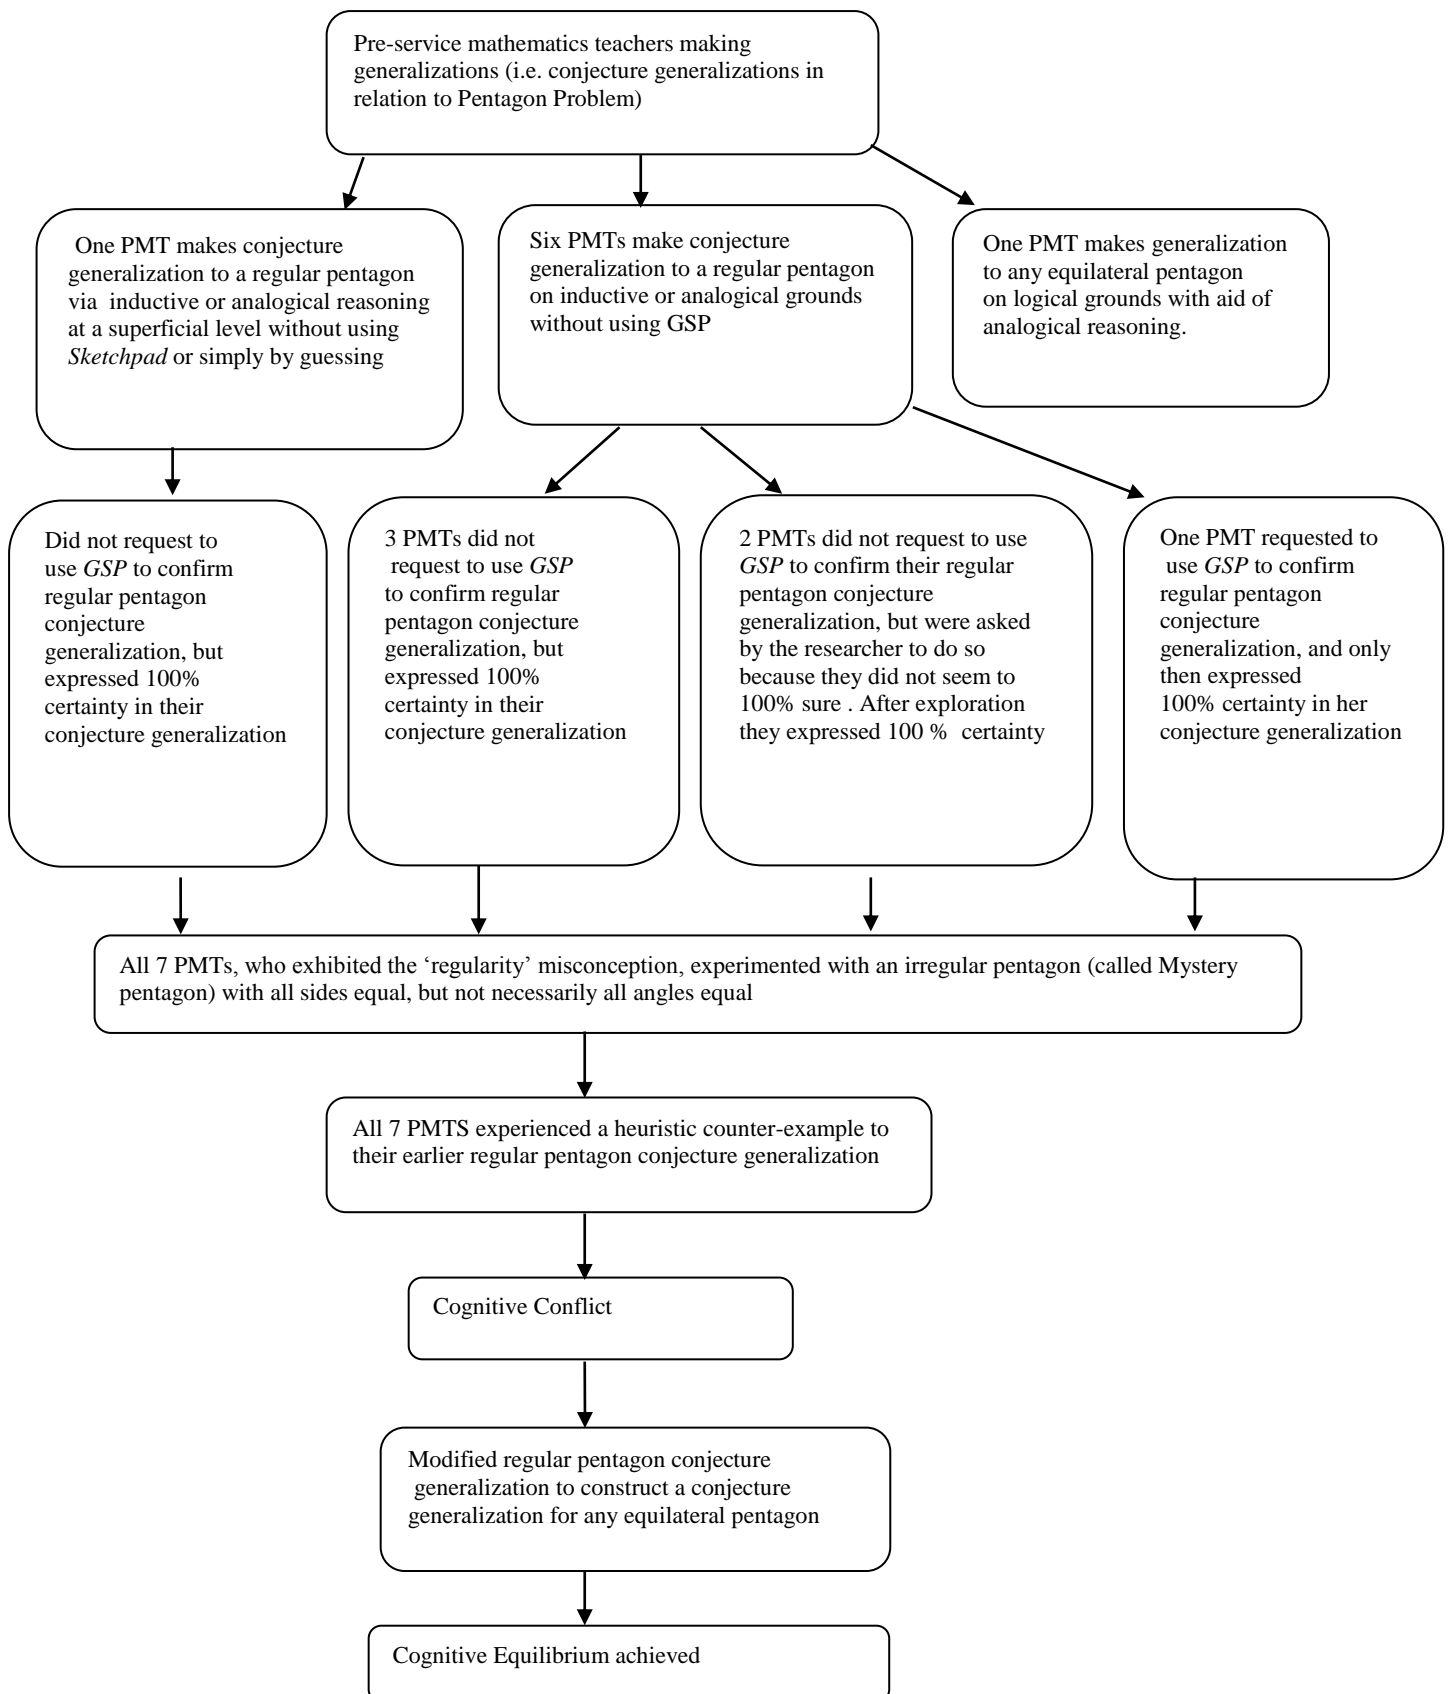 Pre-service mathematics teachers making
generalizations (i.e. conjecture generalizations in
relation to Pentagon Problem)
One PMT makes conjecture
generalization to a regular pentagon
via inductive or analogical reasoning
at a superficial level without using
Sketchpad or simply by guessing
Six PMTs make conjecture
generalization to a regular pentagon
on inductive or analogical grounds
without using GSP
One PMT makes generalization
to any equilateral pentagon
on logical grounds with aid of
analogical reasoning.
Did not request to
use GSP to confirm
regular pentagon
conjecture
generalization, but
expressed 100%
certainty in their
conjecture generalization
3 PMTs did not
request to use GSP
to confirm regular
pentagon conjecture
generalization, but
expressed 100%
certainty in their
conjecture generalization
2 PMTs did not request to use
GSP to confirm their regular
pentagon conjecture
generalization, but were asked
by the researcher to do so
because they did not seem to
100% sure . After exploration
they expressed 100 % certainty
One PMT requested to
use GSP to confirm
regular pentagon
conjecture
generalization, and only
then expressed
100% certainty in her
conjecture generalization
All 7 PMTs, who exhibited the ‘regularity’ misconception, experimented with an irregular pentagon (called Mystery
pentagon) with all sides equal, but not necessarily all angles equal
All 7 PMTS experienced a heuristic counter-example to
their earlier regular pentagon conjecture generalization
Cognitive Conflict
Modified regular pentagon conjecture
generalization to construct a conjecture
generalization for any equilateral pentagon
Cognitive Equilibrium achieved